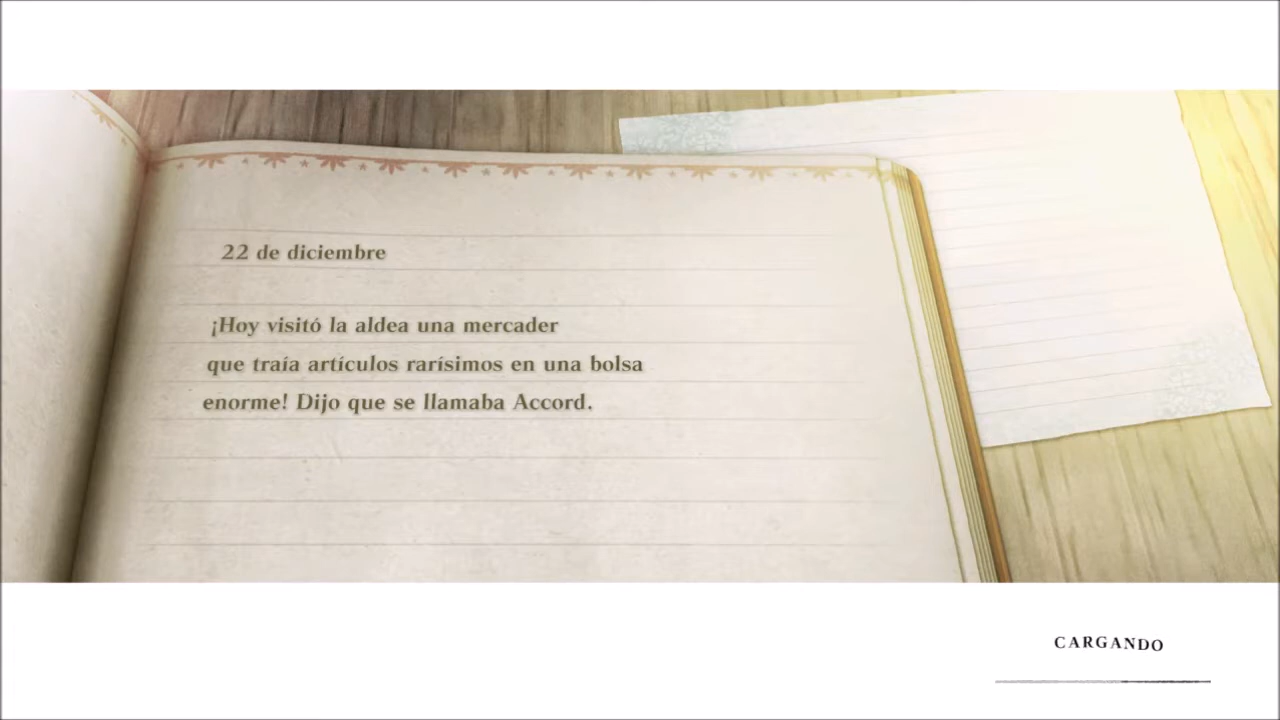 22 de diciembre
¡Hoy visitó la aldea una mercader
que traía artículos rarísimos en una bolsa
enorme! Dijo que se llamaba Accord.
CARGANDO